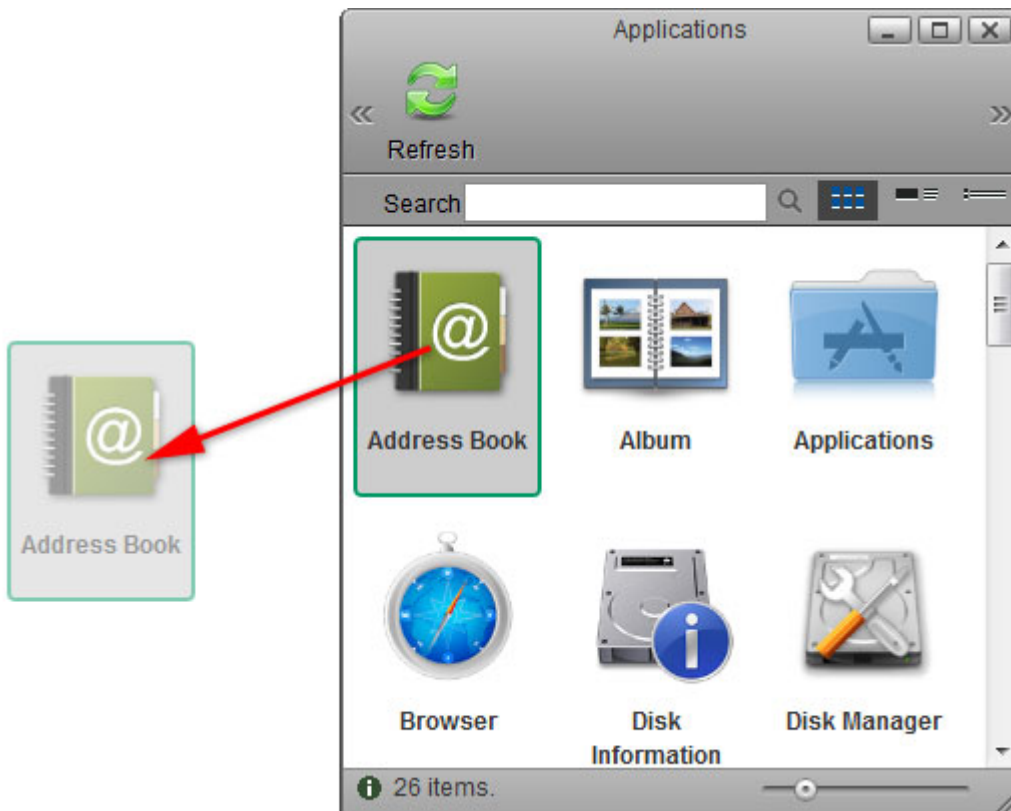 Applications
Refresh
Search
@
@
Address Book
Album
Applications
Address Book
Browser
Disk
Information
Disk Manager
26 items.